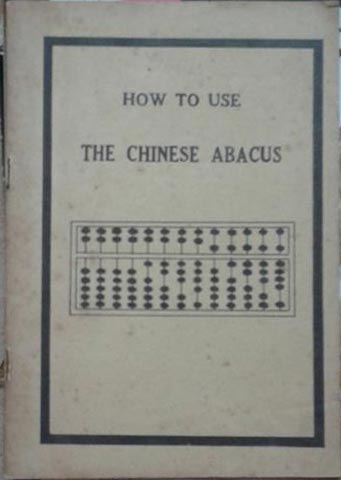 HOW TO USE
THE CHINESE ABACUS